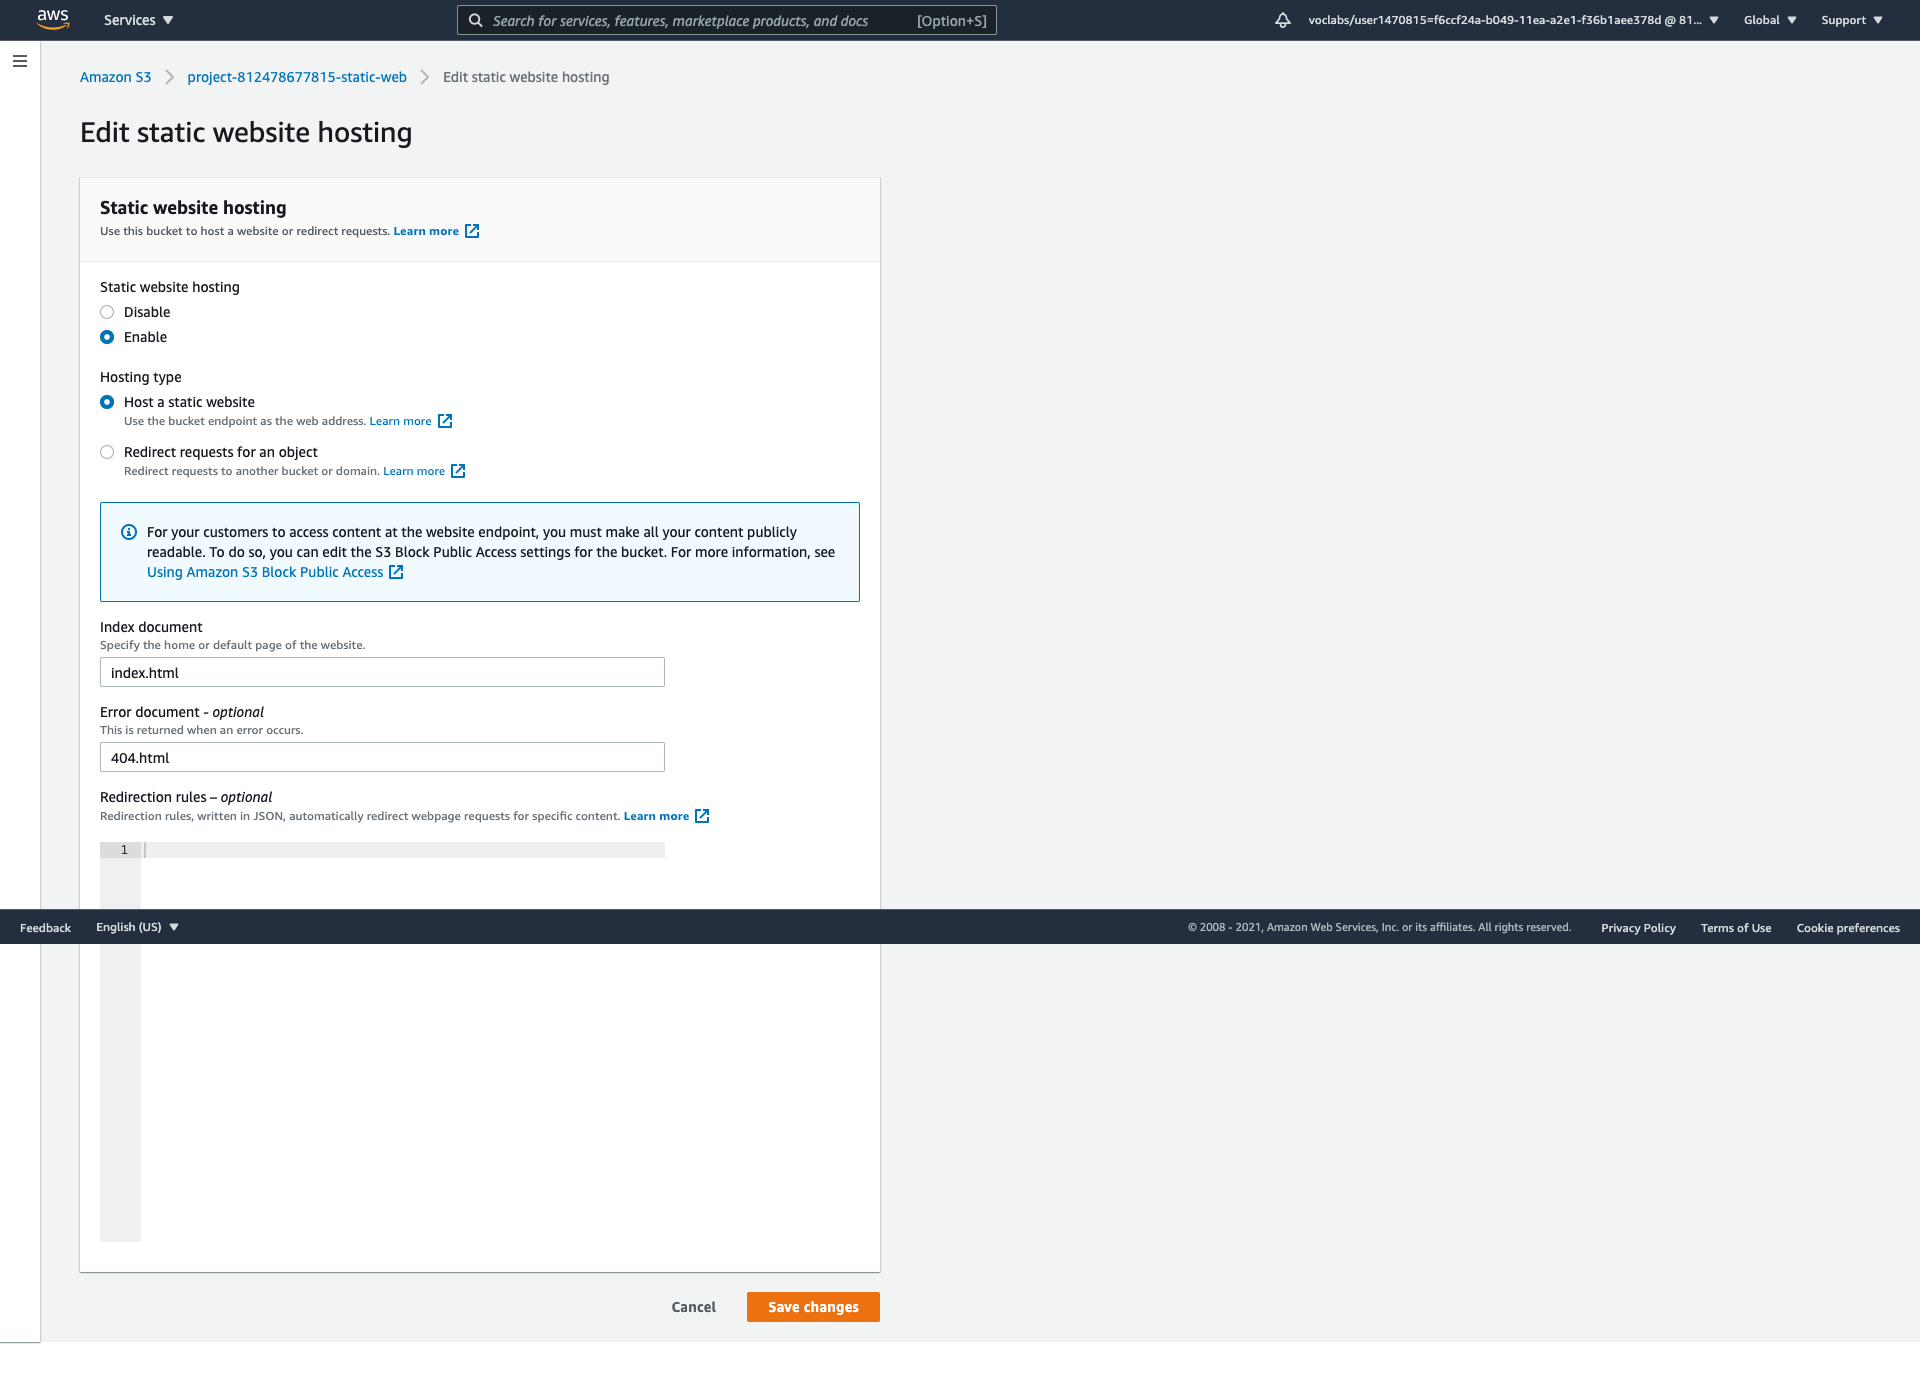 aws
Services
Search for services, features, marketplace products, and docs [Option+S]
voclabs/user1470815=f6ccf24a-b049-11ea-a2e1-f36b1aee378d @ 81...
Global
Support
Amazon S3
project-812478677815-static-web
Edit static website hosting
Edit static website hosting
Static website hosting
Use this bucket to host a website or redirect requests. Learn more
Static website hosting
Disable
Enable
Hosting type
Host a static website
Use the bucket endpoint as the web address. Learn more
Redirect requests for an object
Redirect requests to another bucket or domain. Learn more
For your customers to access content at the website endpoint, you must make all your content publicly
readable. To do so, you can edit the S3 Block Public Access settings for the bucket. For more information, see
Using Amazon S3 Block Public Access
Index document
Specify the home or default page of the website.
index.html
Error document - optional
This is returned when an error occurs.
404.html
Redirection rules – optional
Redirection rules, written in JSON, automatically redirect webpage requests for specific content. Learn more
1
Feedback
English (US)
© 2008 - 2021, Amazon Web Services, Inc. or its affiliates. All rights reserved.
Privacy Policy
Terms of Use
Cookie preferences
Cancel
Save changes